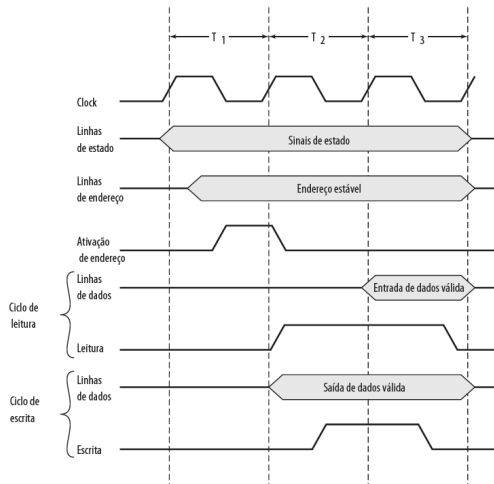 T 1 T 2 T 3
Clock
Linhas
de estado
Sinais de estado
Linhas
de endereço
Endereço estável
Ativação
de endereço
Ciclo de
leitura
Linhas
de dados
Entrada de dados válida
Leitura
Ciclo de
escrita
Linhas
de dados
Saída de dados válida
Escrita